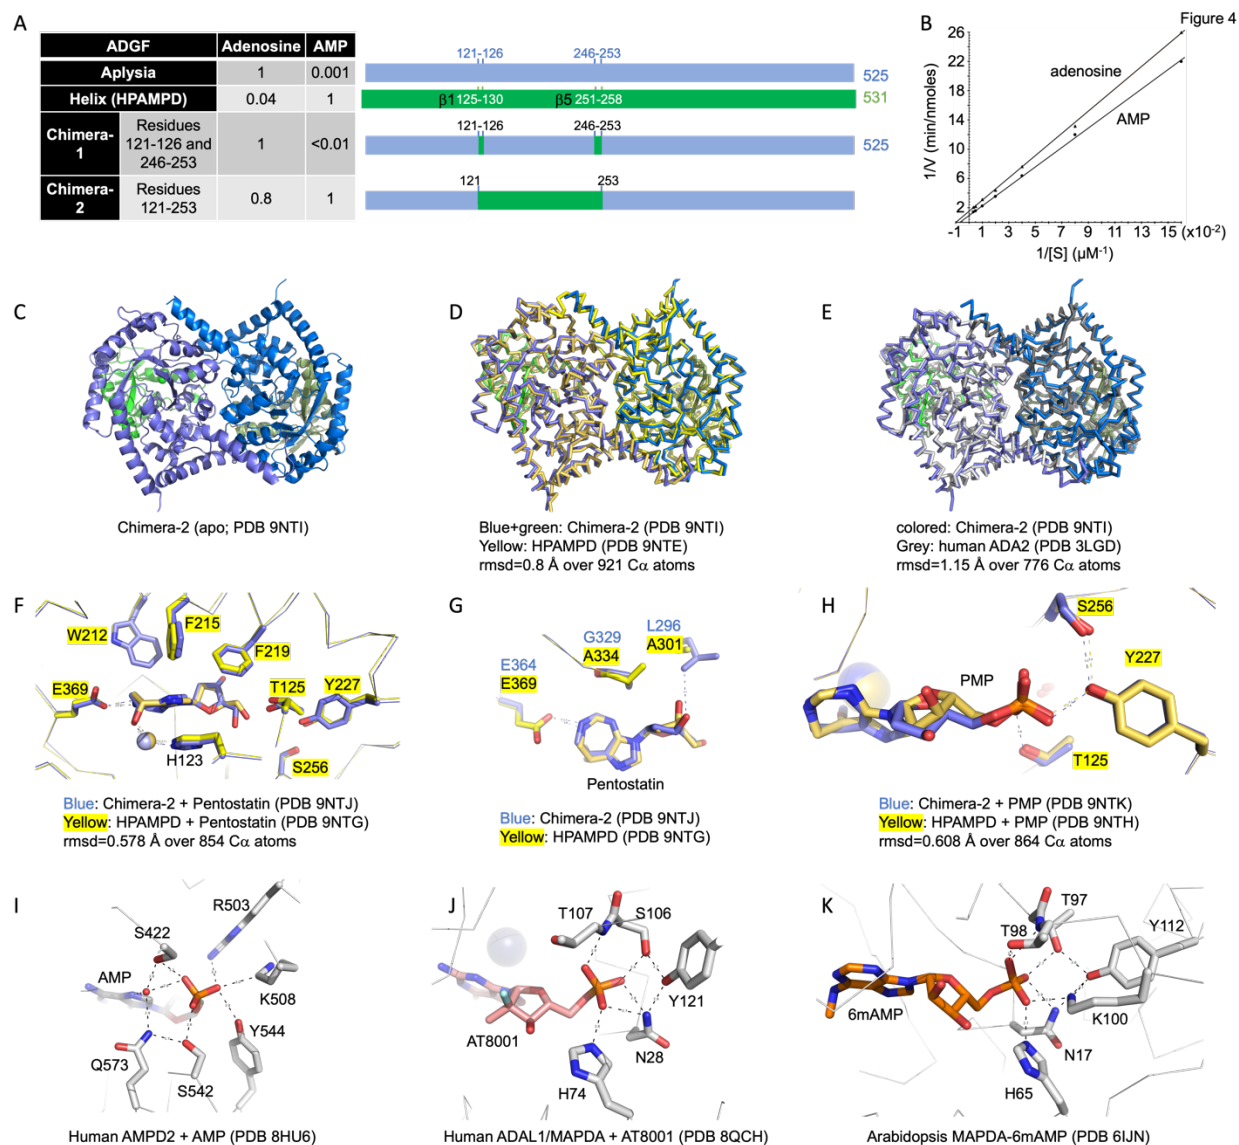 Figure 4
A
ADGF Adenosine AMP
Aplysia 1 0.001
Helix (HPAMPD) 0.04 1
Chimera-1 Residues 121-126 and 246-253 1 <0.01
Chimera-2 Residues 121-253 0.8 1
121-126 246-253
525
β1 125-130 β5 251-258 531
121-126 246-253
525
121 253
B
26
22
18
14
10
6
2
1/V (min/nmoles)
adenosine
AMP
-1 1 3 5 7 9 11 13 15 (x10-2)
1/[S] (µM-1)
C
Chimera-2 (apo; PDB 9NTI)
D
Blue+green: Chimera-2 (PDB 9NTI)
Yellow: HPAMPD (PDB 9NTE)
rmsd=0.8 Å over 921 Cα atoms
E
colored: Chimera-2 (PDB 9NTI)
Grey: human ADA2 (PDB 3LGD)
rmsd=1.15 Å over 776 Cα atoms
F
W212
F215
F219
E369
T125
Y227
H123
S256
Blue: Chimera-2 + Pentostatin (PDB 9NTJ)
Yellow: HPAMPD + Pentostatin (PDB 9NTG)
rmsd=0.578 Å over 854 Cα atoms
G
L296
G329
A301
A334
E364
E369
Pentostatin
Blue: Chimera-2 (PDB 9NTJ)
Yellow: HPAMPD (PDB 9NTG)
H
S256
Y227
PMP
T125
Blue: Chimera-2 + PMP (PDB 9NTK)
Yellow: HPAMPD + PMP (PDB 9NTH)
rmsd=0.608 Å over 864 Cα atoms
I
R503
S422
AMP
K508
Y544
Q573
S542
Human AMPD2 + AMP (PDB 8HU6)
J
T107
S106
Y121
AT8001
N28
H74
Human ADAL1/MAPDA + AT8001 (PDB 8QCH)
K
T97
T98
Y112
6mAMP
K100
N17
H65
Arabidopsis MAPDA-6mAMP (PDB 6IJN)